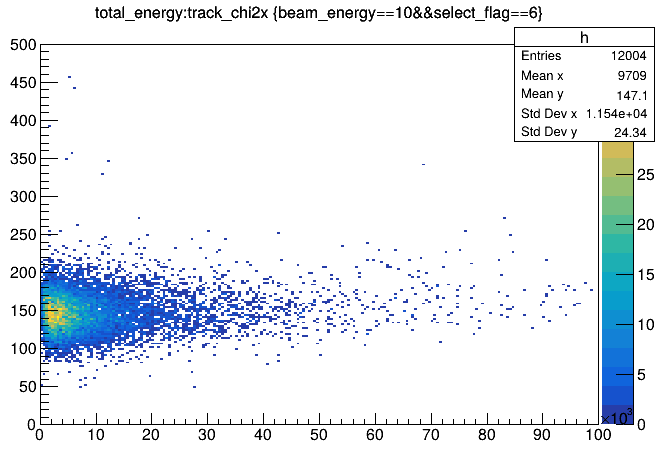 total_energy:track_chi2x {beam_energy==10&&select_flag==6}
h
Entries 12004
Mean x 9709
Mean y 147.1
Std Dev x 1.154e+04
Std Dev y 24.34
500
450
400
350
300
250
200
150
100
50
0
0 10 20 30 40 50 60 70 80 90 100
×10³
25
20
15
10
5
0